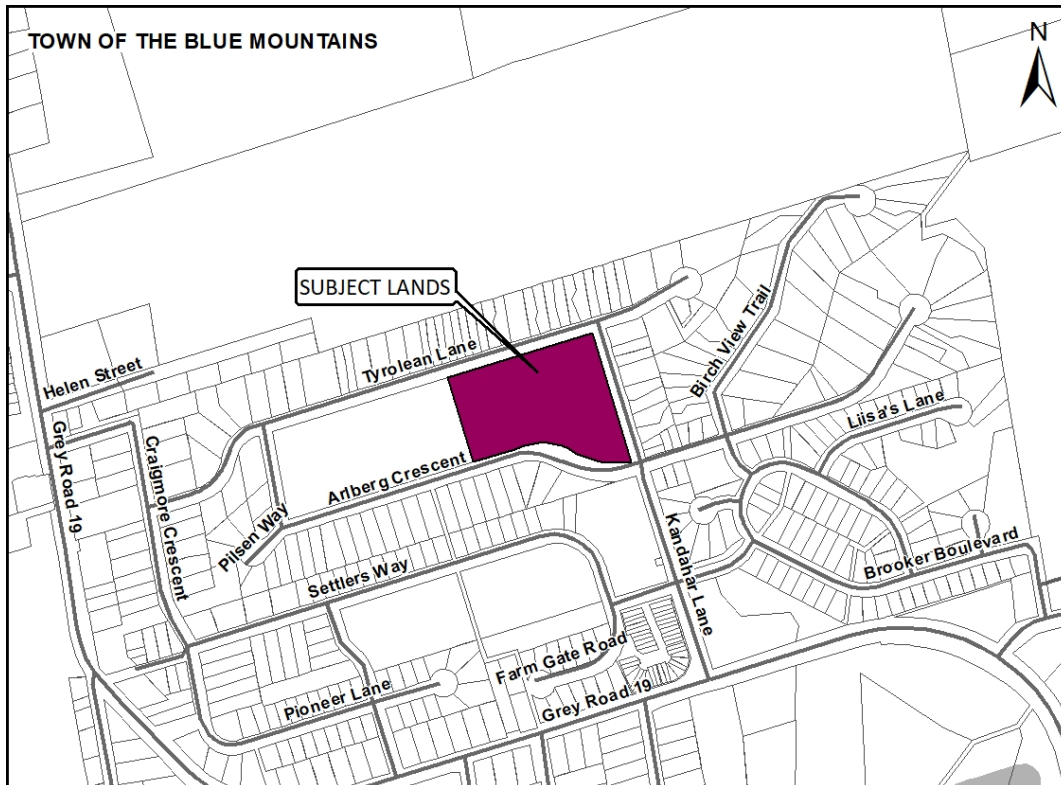 TOWN OF THE BLUE MOUNTAINS
N
SUBJECT LANDS
Birch View Trail
Tyrolean Lane
Helen Street
Liisa's Lane
Grey Road 19
Craigmore Crescent
Arlberg Crescent
Pilsen Way
Kandahar Lane
Settlers Way
Brooker Boulevard
Farm Gate Road
Pioneer Lane
Grey Road 19